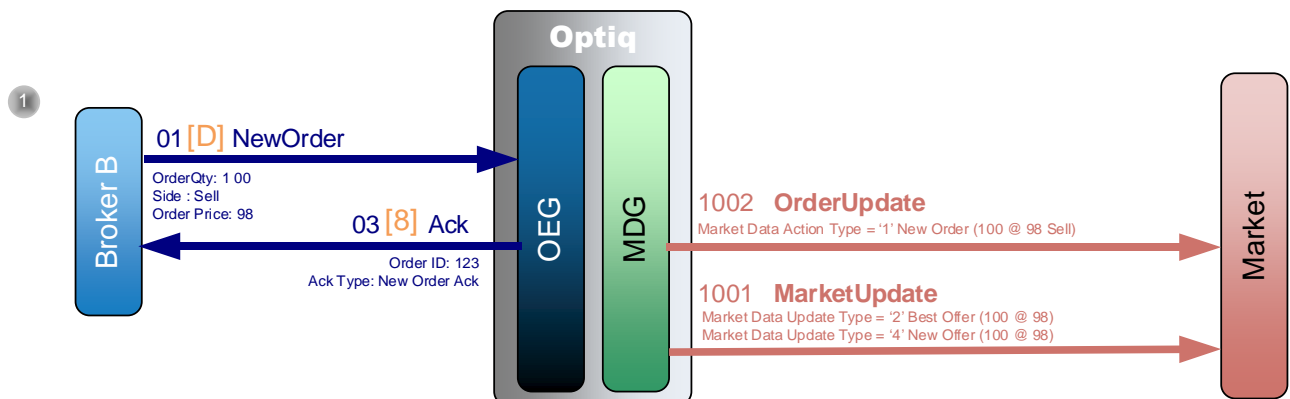 Optiq
1
Broker B
01 [D] NewOrder
OrderQty: 1 00
Side : Sell
Order Price: 98
03 [8] Ack
Order ID: 123
Ack Type: New Order Ack
OEG
MDG
1002 OrderUpdate
Market Data Action Type = ‘1’ New Order (100 @ 98 Sell)
1001 MarketUpdate
Market Data Update Type = ‘2’ Best Offer (100 @ 98)
Market Data Update Type = ‘4’ New Offer (100 @ 98)
Market